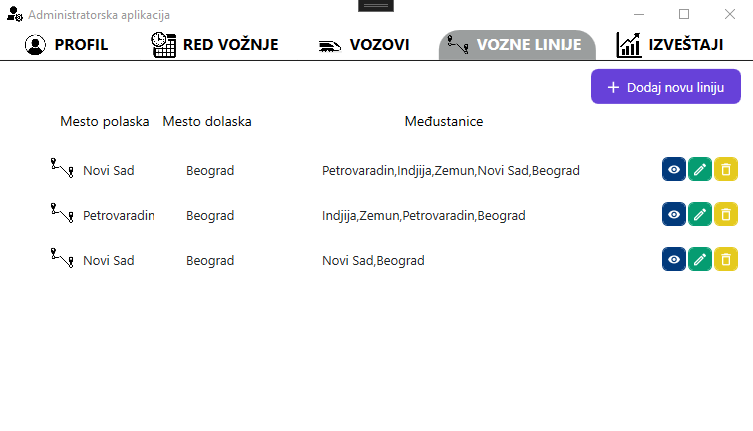 Administratorska aplikacija
PROFIL RED VOŽNJE VOZOVI VOZNE LINIJE IZVEŠTAJI
+ Dodaj novu liniju
Mesto polaska Mesto dolaska Međustanice
Novi Sad Beograd Petrovaradin,Indjija,Zemun,Novi Sad,Beograd
Petrovaradin Beograd Indjija,Zemun,Petrovaradin,Beograd
Novi Sad Beograd Novi Sad,Beograd